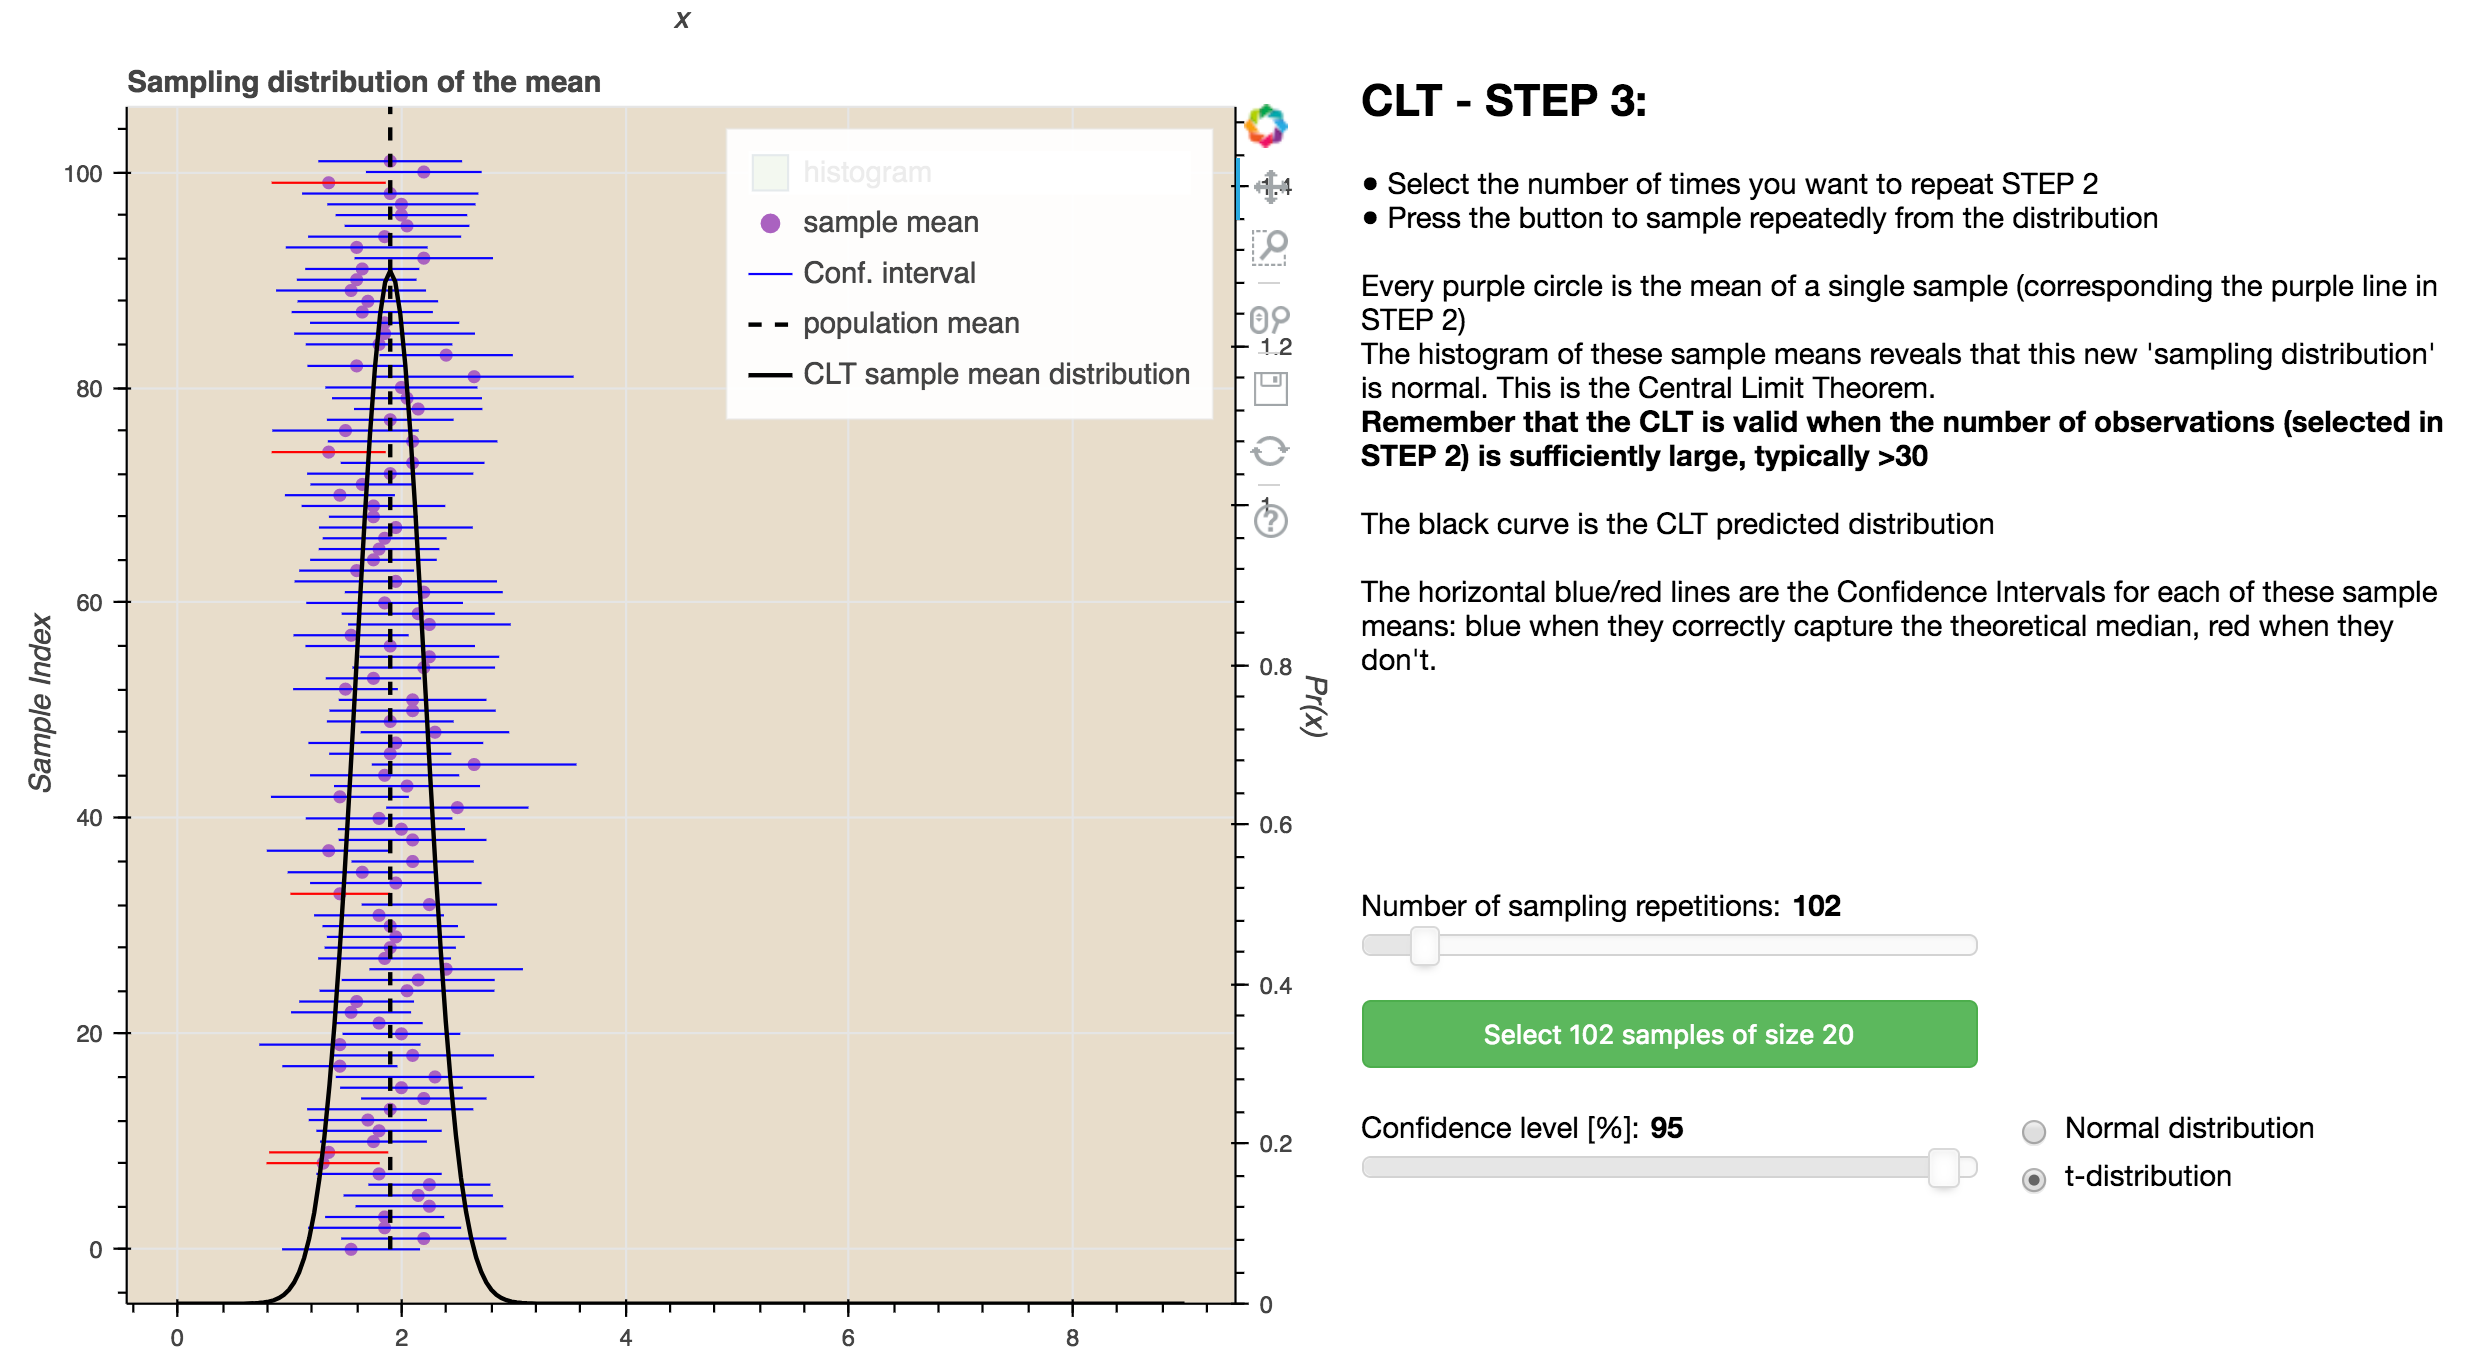 x
Sampling distribution of the mean
histogram
sample mean
Conf. interval
population mean
CLT sample mean distribution
100
80
60
40
20
0
Sample Index
0
2
4
6
8
1.4
1.2
1
0.8
0.6
0.4
0.2
0
Pr(x)
CLT - STEP 3:
• Select the number of times you want to repeat STEP 2
• Press the button to sample repeatedly from the distribution
Every purple circle is the mean of a single sample (corresponding the purple line in
STEP 2)
The histogram of these sample means reveals that this new 'sampling distribution'
is normal. This is the Central Limit Theorem.
Remember that the CLT is valid when the number of observations (selected in
STEP 2) is sufficiently large, typically >30
The black curve is the CLT predicted distribution
The horizontal blue/red lines are the Confidence Intervals for each of these sample
means: blue when they correctly capture the theoretical median, red when they
don't.
Number of sampling repetitions: 102
Select 102 samples of size 20
Confidence level [%]: 95
Normal distribution
t-distribution